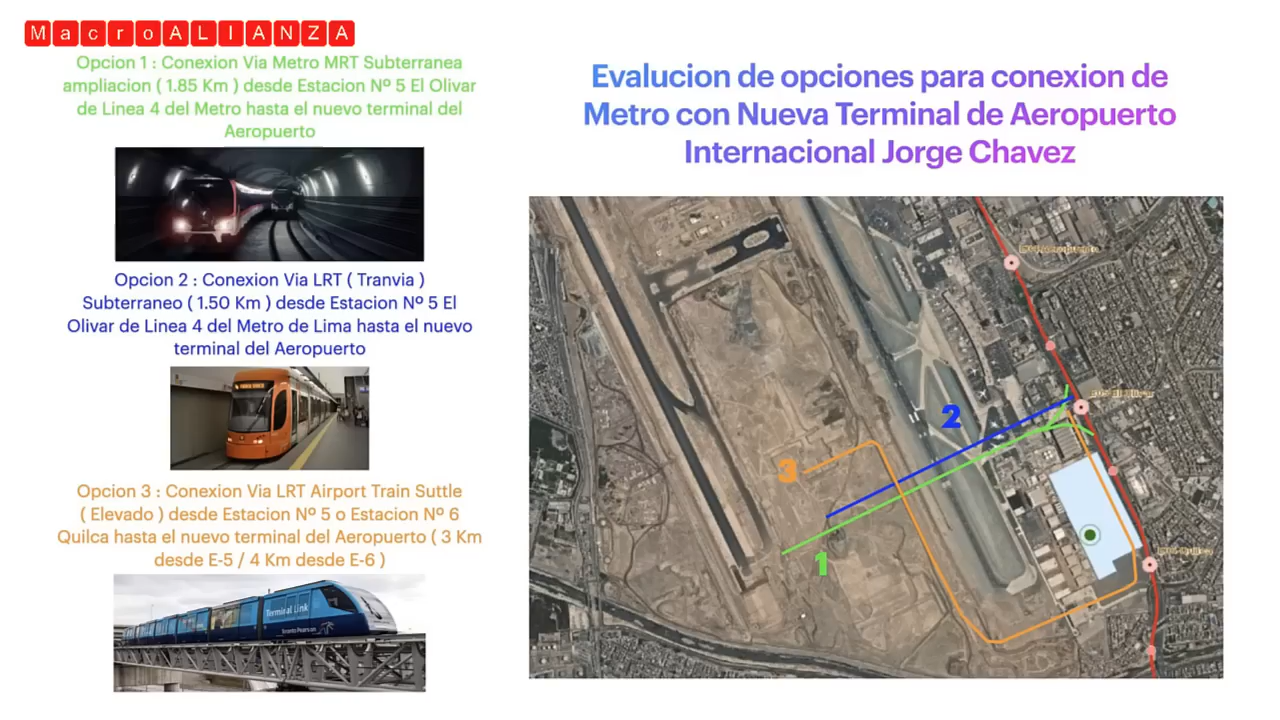 MacroALIANZA
Opcion 1 : Conexion Via Metro MRT Subterranea
ampliacion ( 1.85 Km ) desde Estacion Nº 5 El Olivar
de Linea 4 del Metro hasta el nuevo terminal del
Aeropuerto
Opcion 2 : Conexion Via LRT ( Tranvia )
Subterraneo ( 1.50 Km ) desde Estacion Nº 5 El
Olivar de Linea 4 del Metro de Lima hasta el nuevo
terminal del Aeropuerto
Opcion 3 : Conexion Via LRT Airport Train Suttle
( Elevado ) desde Estacion Nº 5 o Estacion Nº 6
Quilca hasta el nuevo terminal del Aeropuerto ( 3 Km
desde E-5 / 4 Km desde E-6 )
Terminal Link
Toronto Pearson
Evalucion de opciones para conexion de
Metro con Nueva Terminal de Aeropuerto
Internacional Jorge Chavez
2
3
1